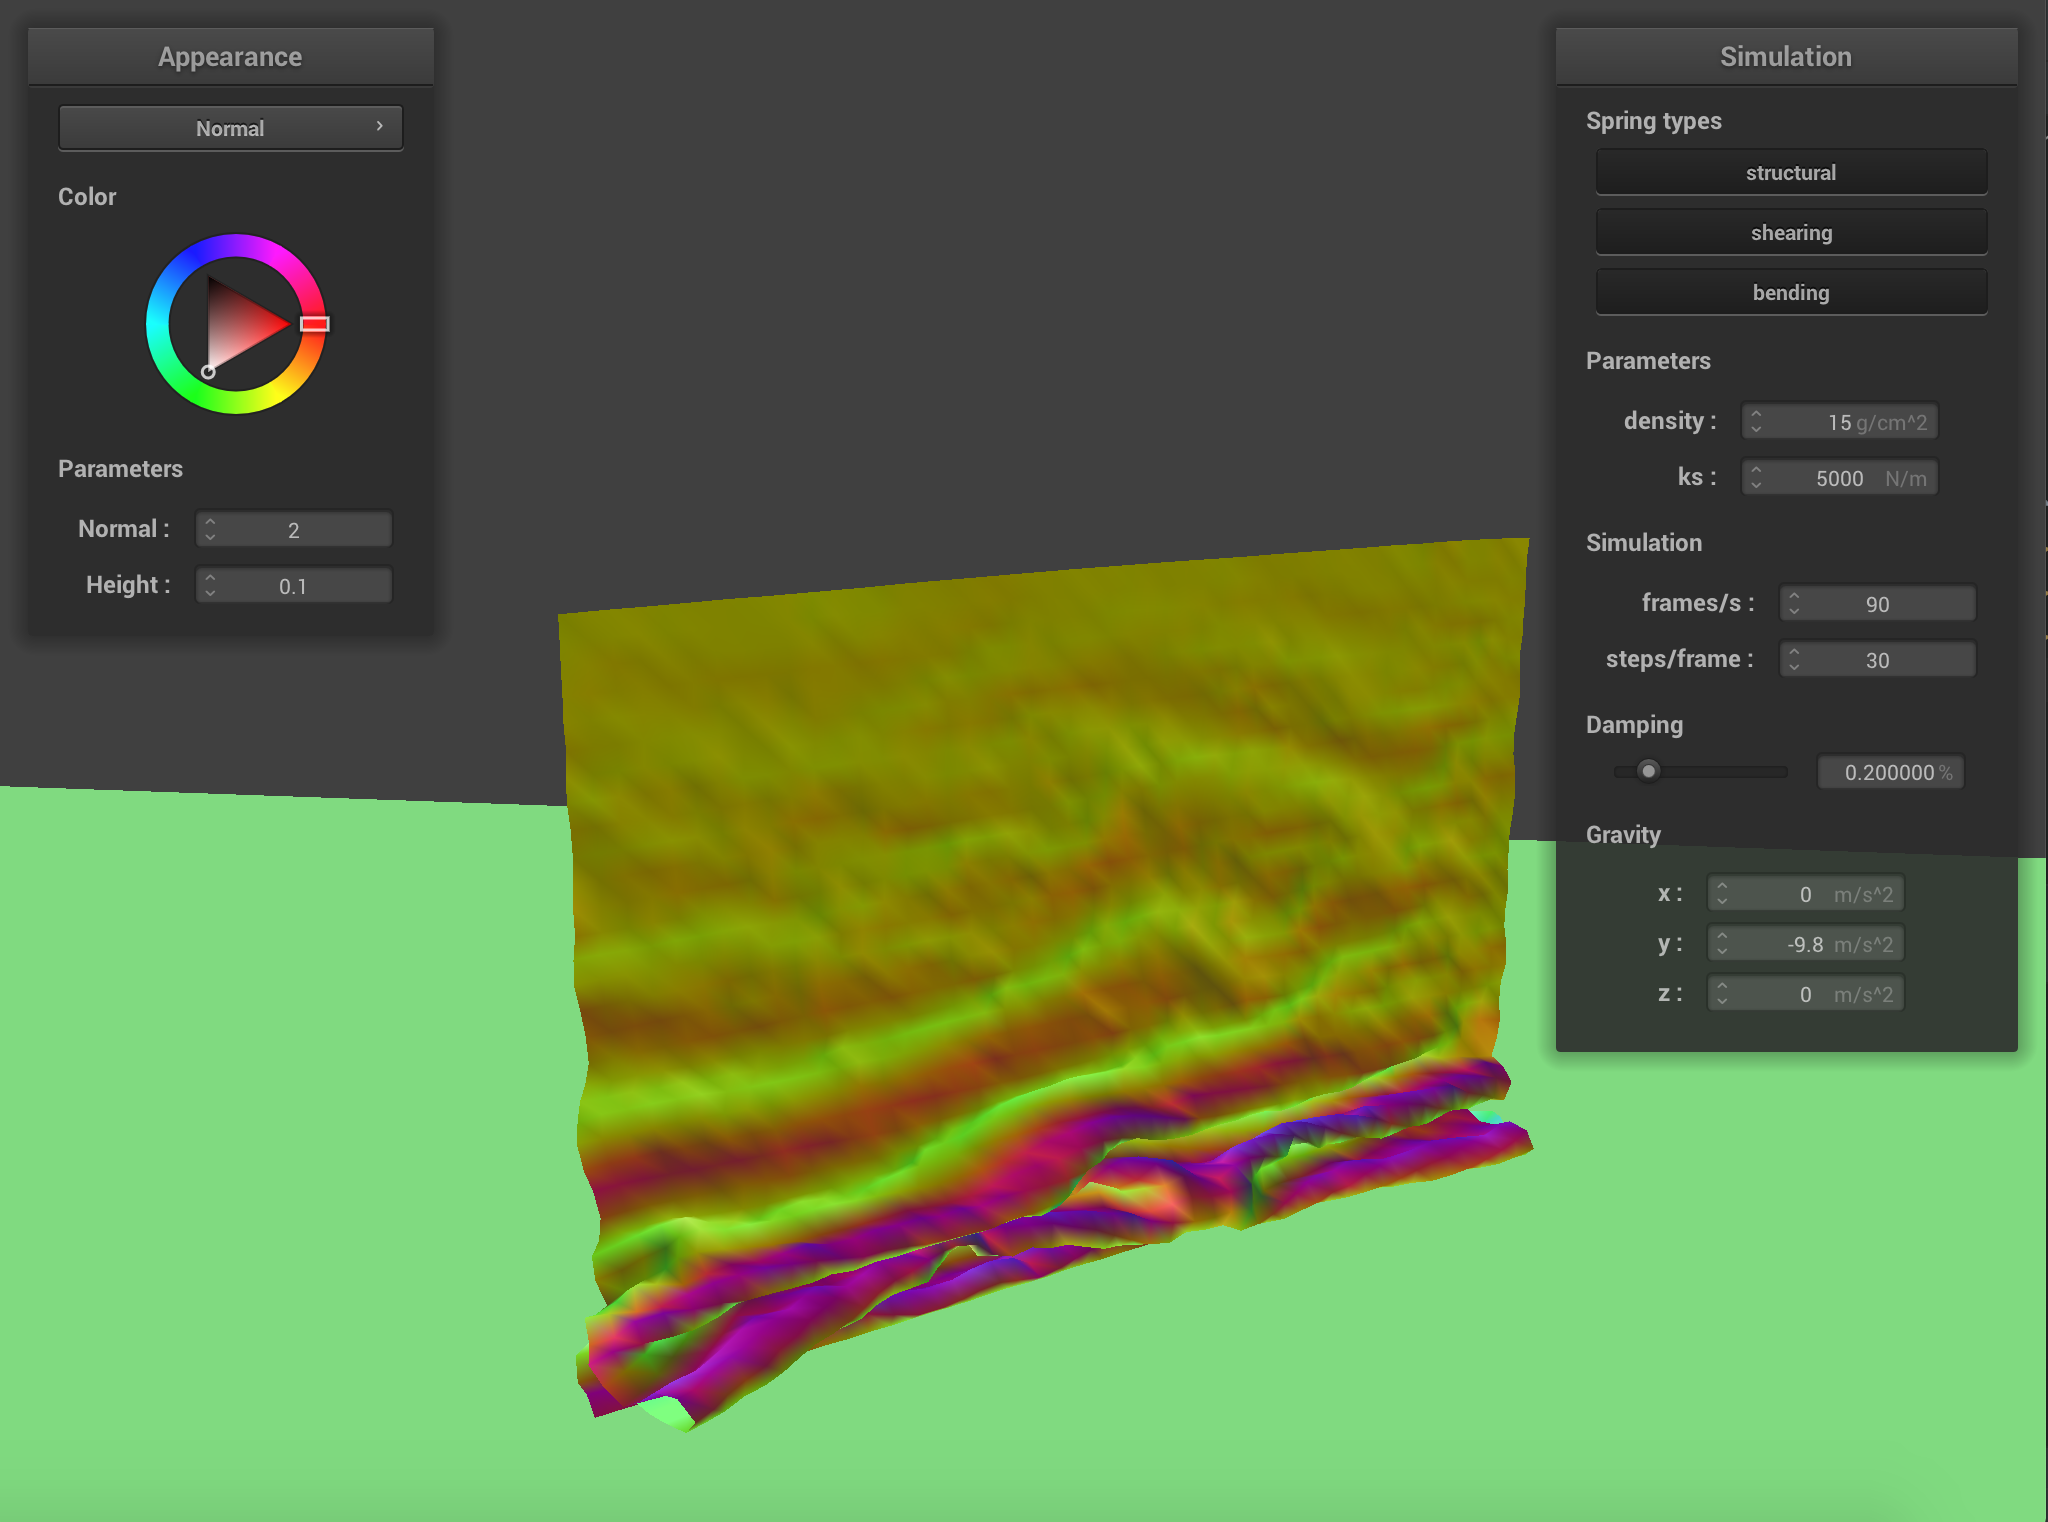 Appearance
Normal
Color
Parameters
Normal : 2
Height : 0.1
Simulation
Spring types
structural
shearing
bending
Parameters
density : 15 g/cm^2
ks : 5000 N/m
Simulation
frames/s : 90
steps/frame : 30
Damping
0.200000 %
Gravity
x : 0 m/s^2
y : -9.8 m/s^2
z : 0 m/s^2